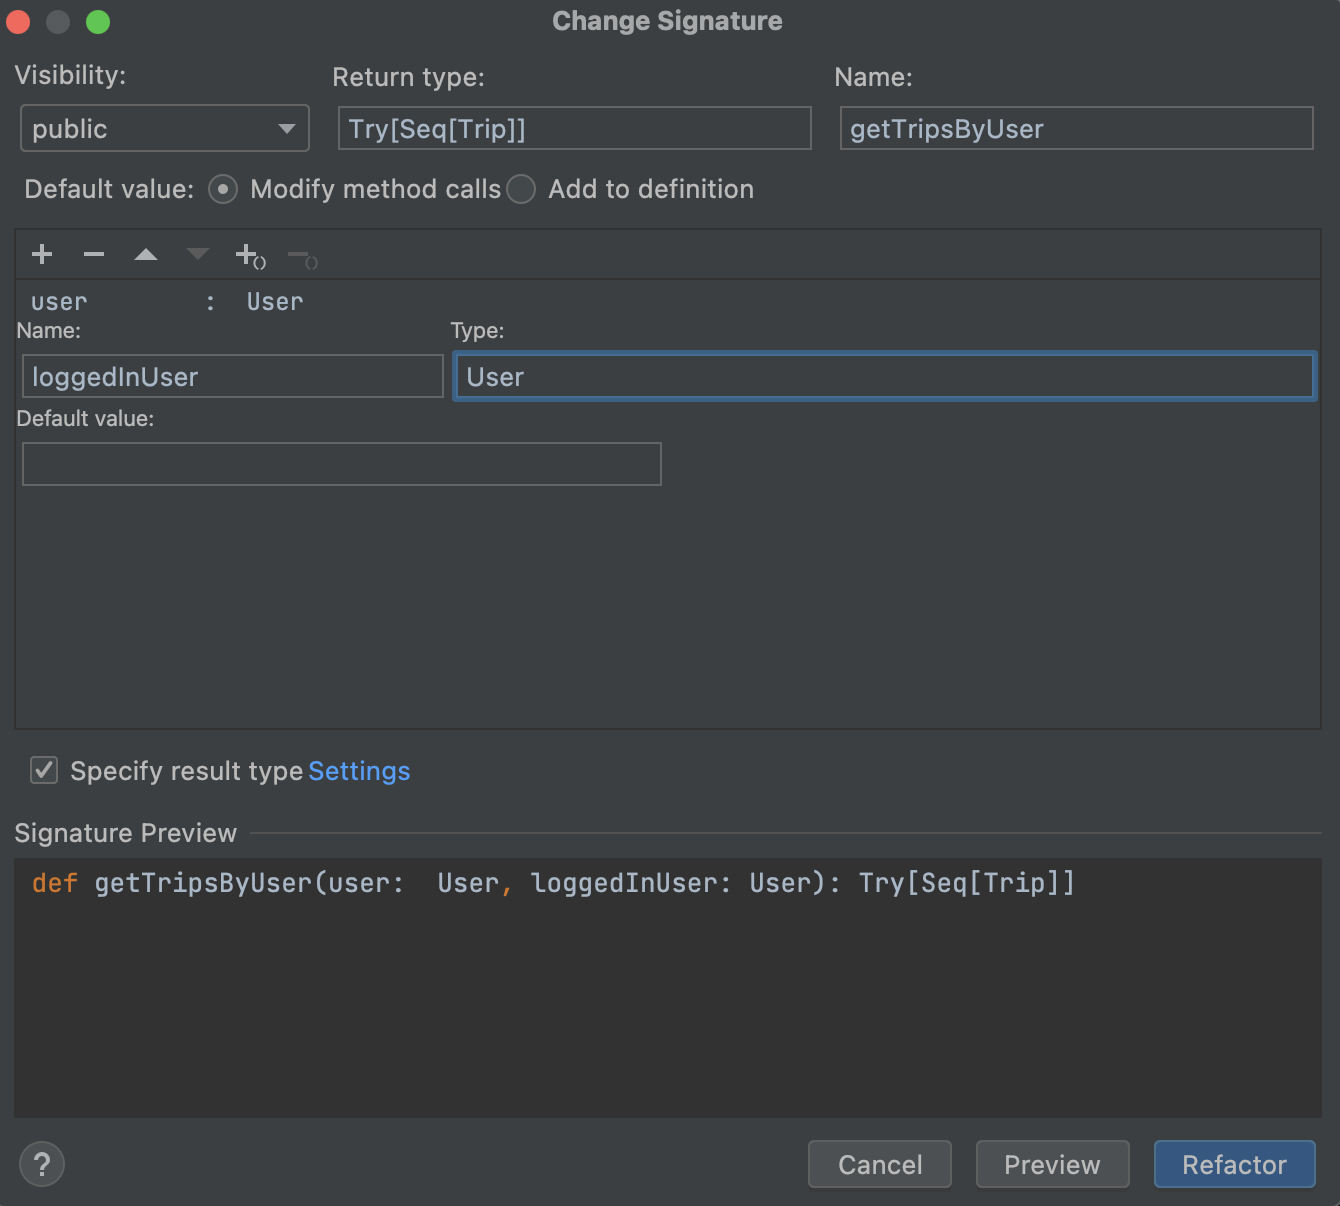 Change Signature
Visibility: Return type: Name:
public Try[Seq[Trip]] getTripsByUser
Default value: Modify method calls Add to definition
user : User
Name: Type:
loggedInUser User
Default value:
Specify result type Settings
Signature Preview
def getTripsByUser(user:  User, loggedInUser: User): Try[Seq[Trip]]
? Cancel Preview Refactor